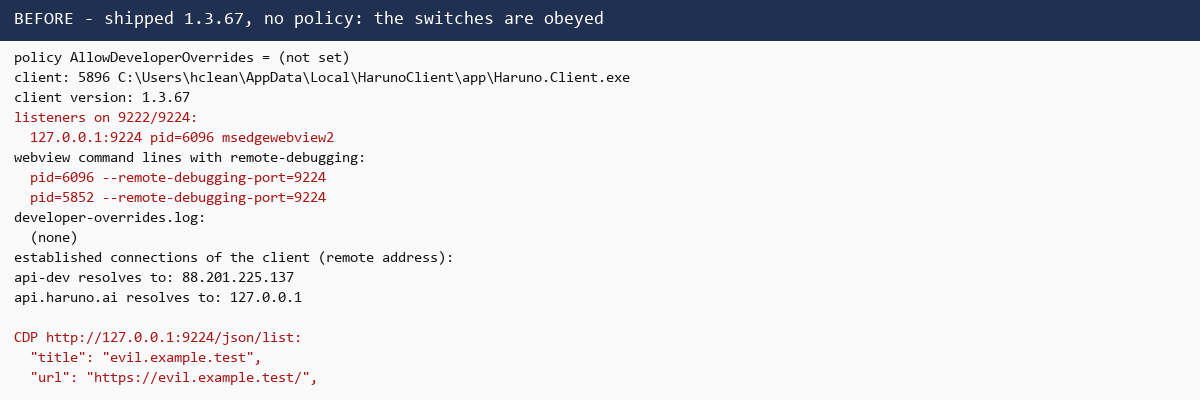 BEFORE - shipped 1.3.67, no policy: the switches are obeyed
policy AllowDeveloperOverrides = (not set)
client: 5896 C:\Users\hclean\AppData\Local\HarunoClient\app\Haruno.Client.exe
client version: 1.3.67
listeners on 9222/9224:
  127.0.0.1:9224 pid=6096 msedgewebview2
webview command lines with remote-debugging:
  pid=6096 --remote-debugging-port=9224
  pid=5852 --remote-debugging-port=9224
developer-overrides.log:
  (none)
established connections of the client (remote address):
api-dev resolves to: 88.201.225.137
api.haruno.ai resolves to: 127.0.0.1
CDP http://127.0.0.1:9224/json/list:
  "title": "evil.example.test",
  "url": "https://evil.example.test/",